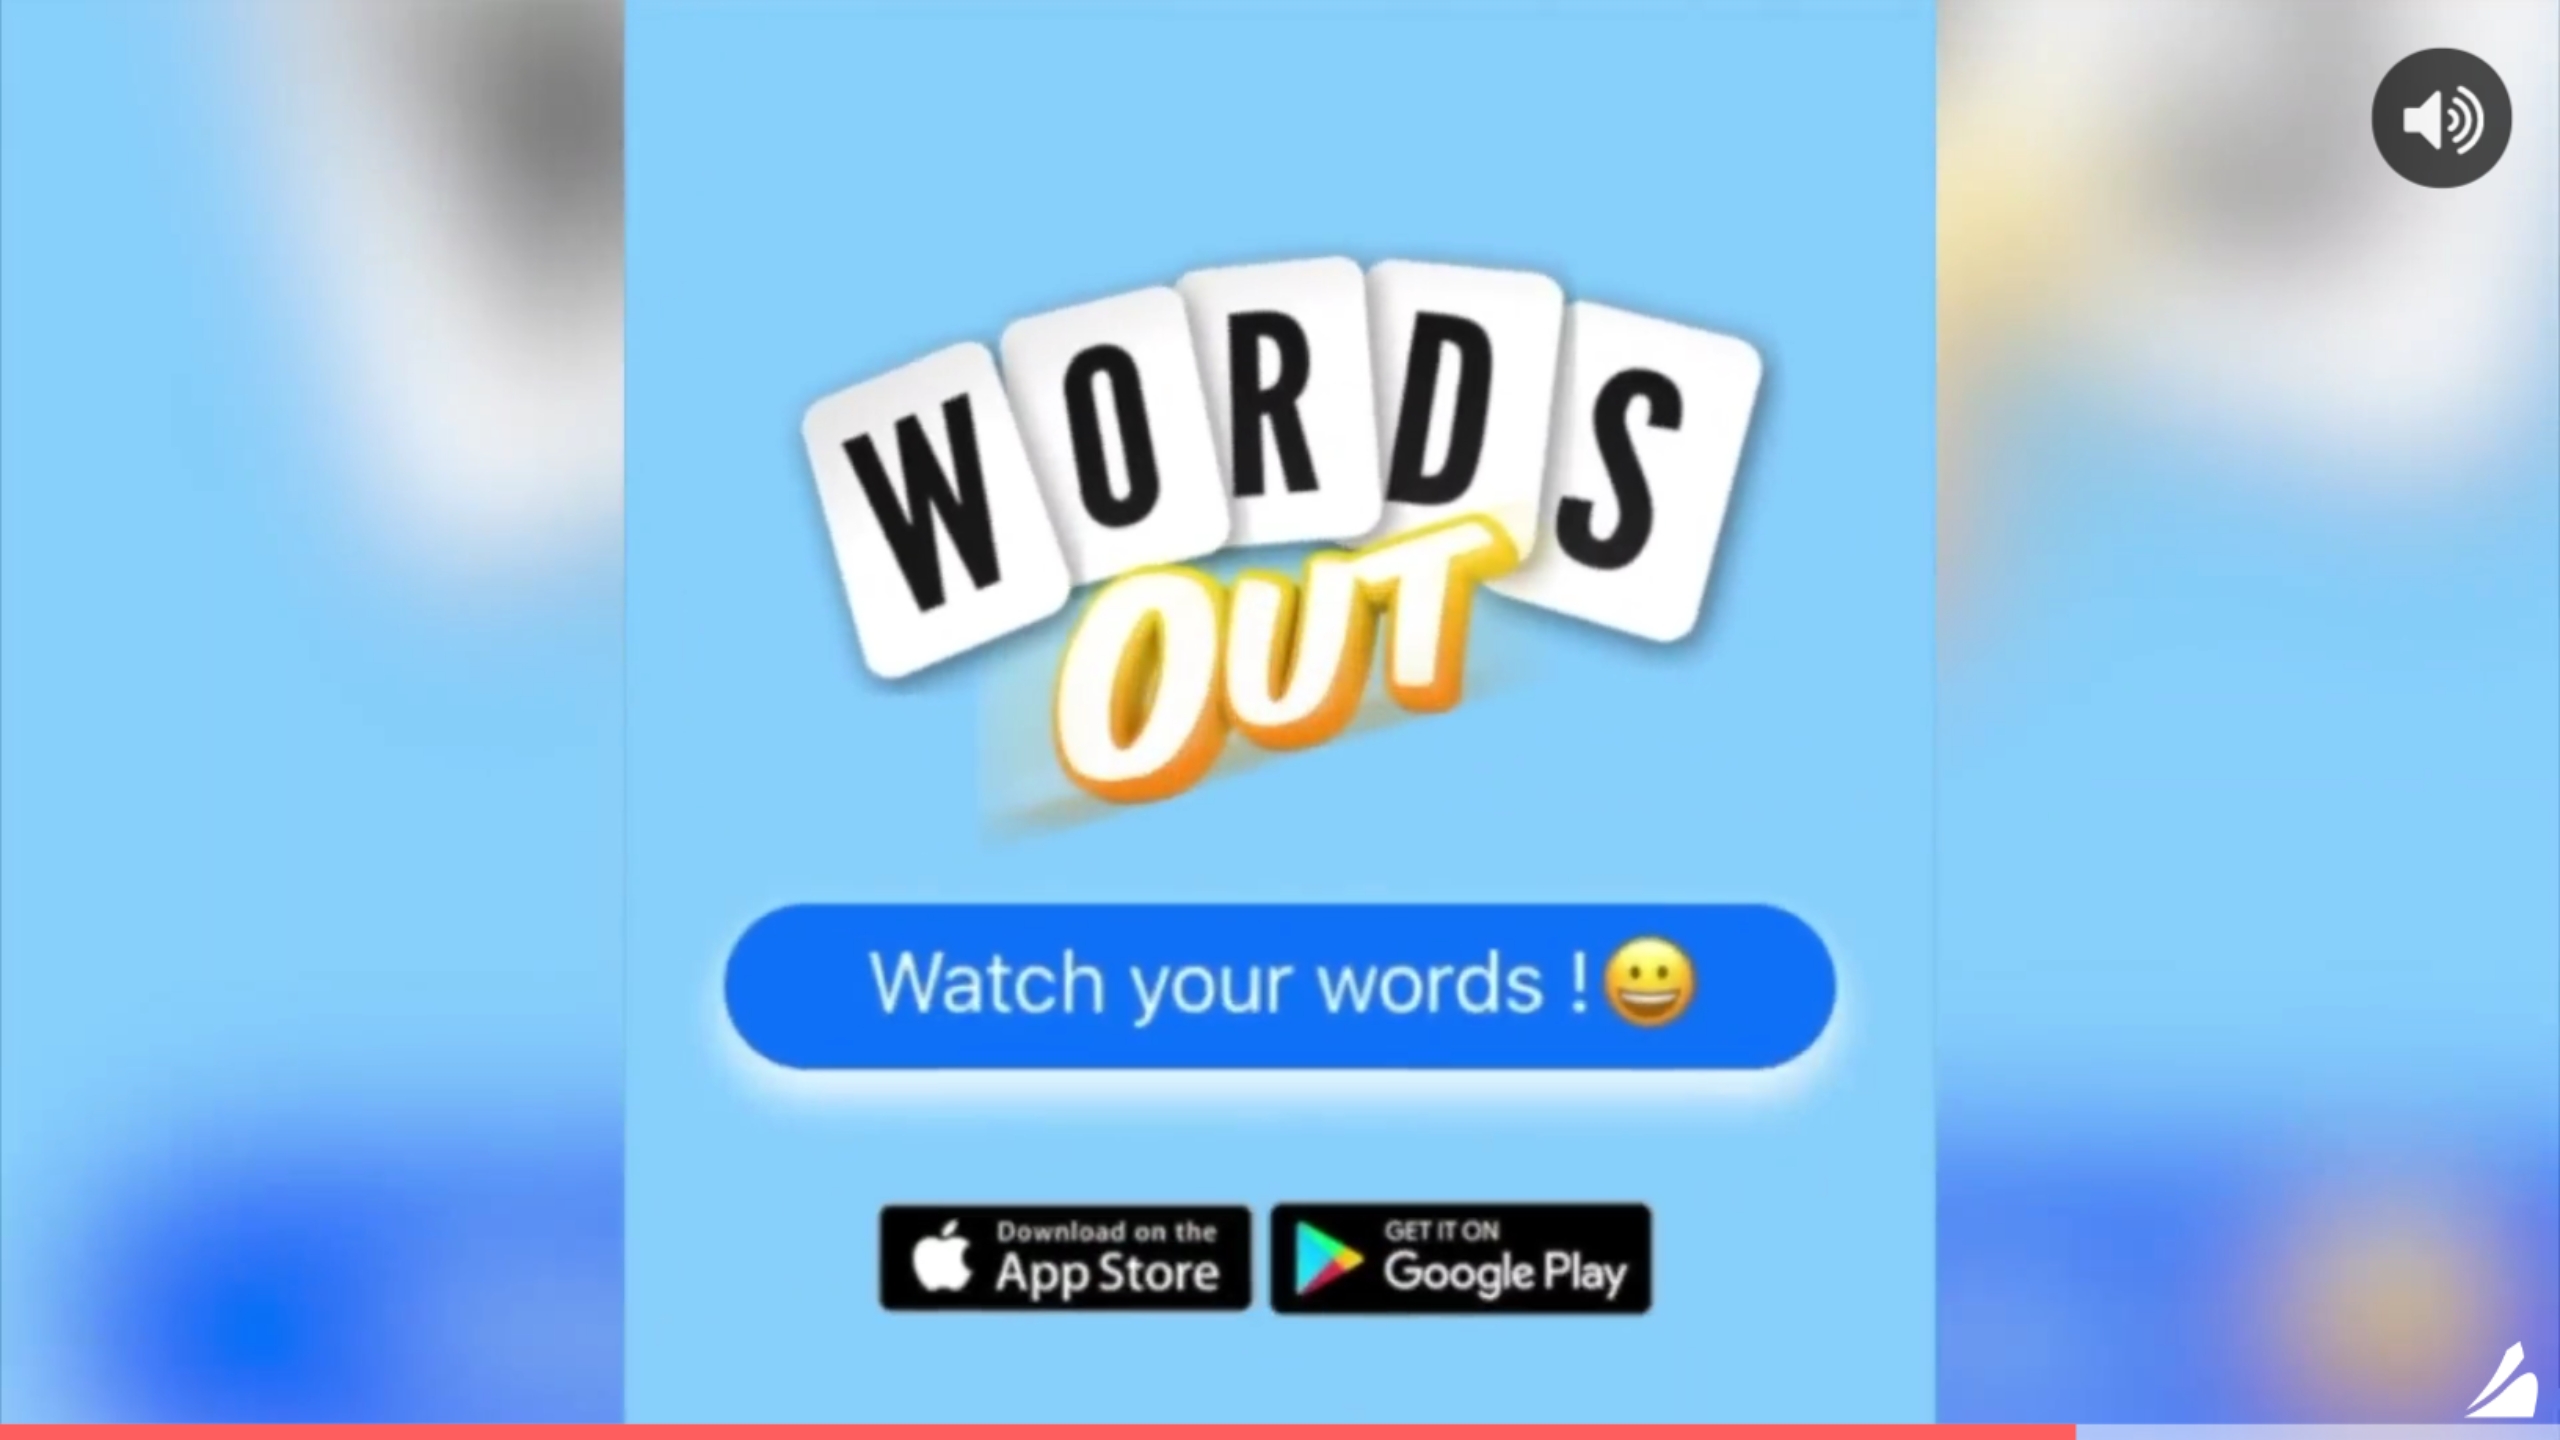 WORDS
OUT
Watch your words !😀
Download on the
App Store
GET IT ON
Google Play